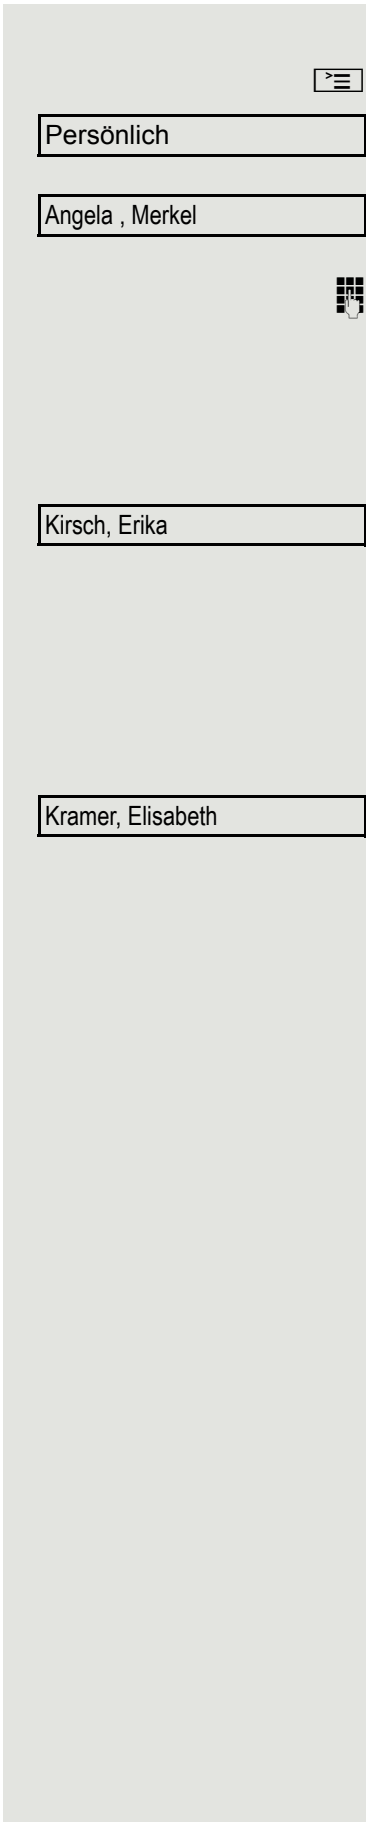 Persönlich
Angela , Merkel
Kirsch, Erika
Kramer, Elisabeth